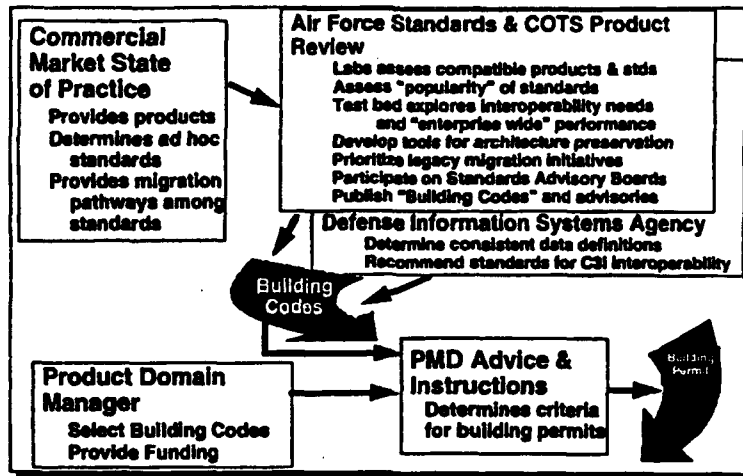 Commercial
Market State
of Practice
Provides products
Determines ad hoc
standards
Provides migration
pathways among
standards
Air Force Standards & COTS Product
Review
Labs assess compatible products & stds
Assess "popularity" of standards
Test bed explores interoperability needs
and "enterprise wide" performance
Develop tools for architecture preservation
Prioritize legacy migration initiatives
Participate on Standards Advisory Boards
Publish "Building Codes" and advisories
Defense Information Systems Agency
Determine consistent data definitions
Recommend standards for C3I interoperability
Building
Codes
Product Domain
Manager
Select Building Codes
Provide Funding
PMD Advice &
Instructions
Determines criteria
for building permits
Building
Permit